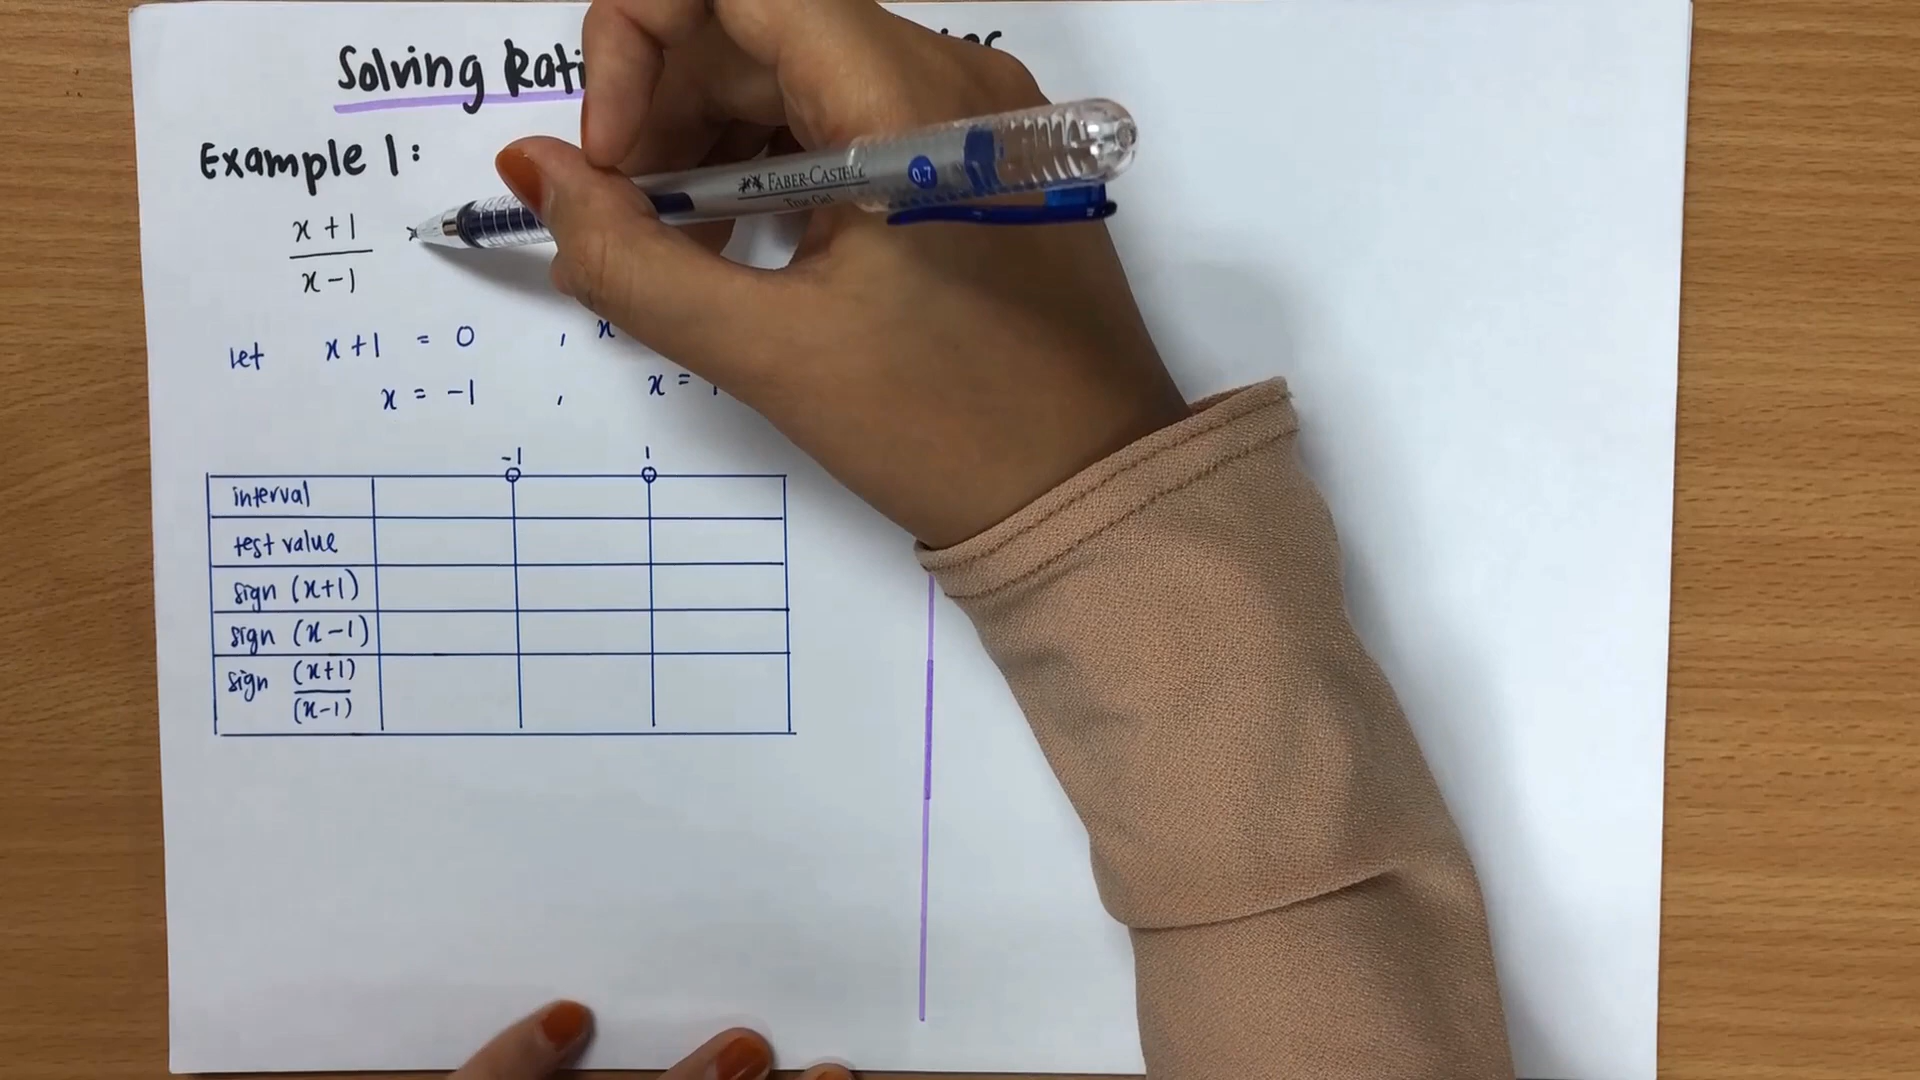 Solving Rati
Example 1:
x + 1
x - 1
let x + 1 = 0 , x
x = -1 , x =
-1 1
interval
test value
sign (x+1)
sign (x-1)
sign (x+1)
(x-1)
FABER-CASTELL
True Gel
0.7